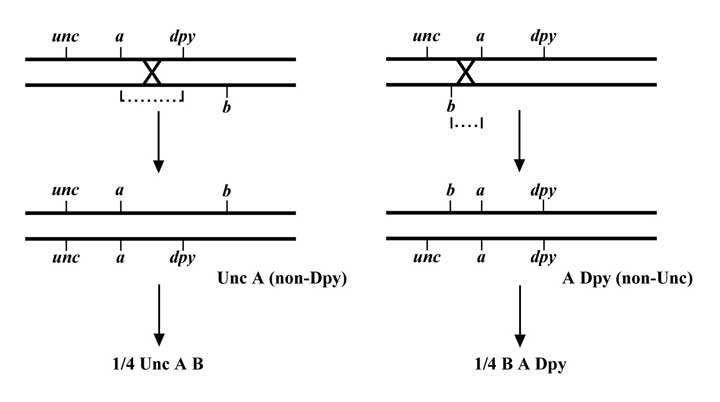 unc a dpy
b
unc a b
unc a dpy
Unc A (non-Dpy)
1/4 Unc A B
unc a dpy
b
b a dpy
unc a dpy
A Dpy (non-Unc)
1/4 B A Dpy